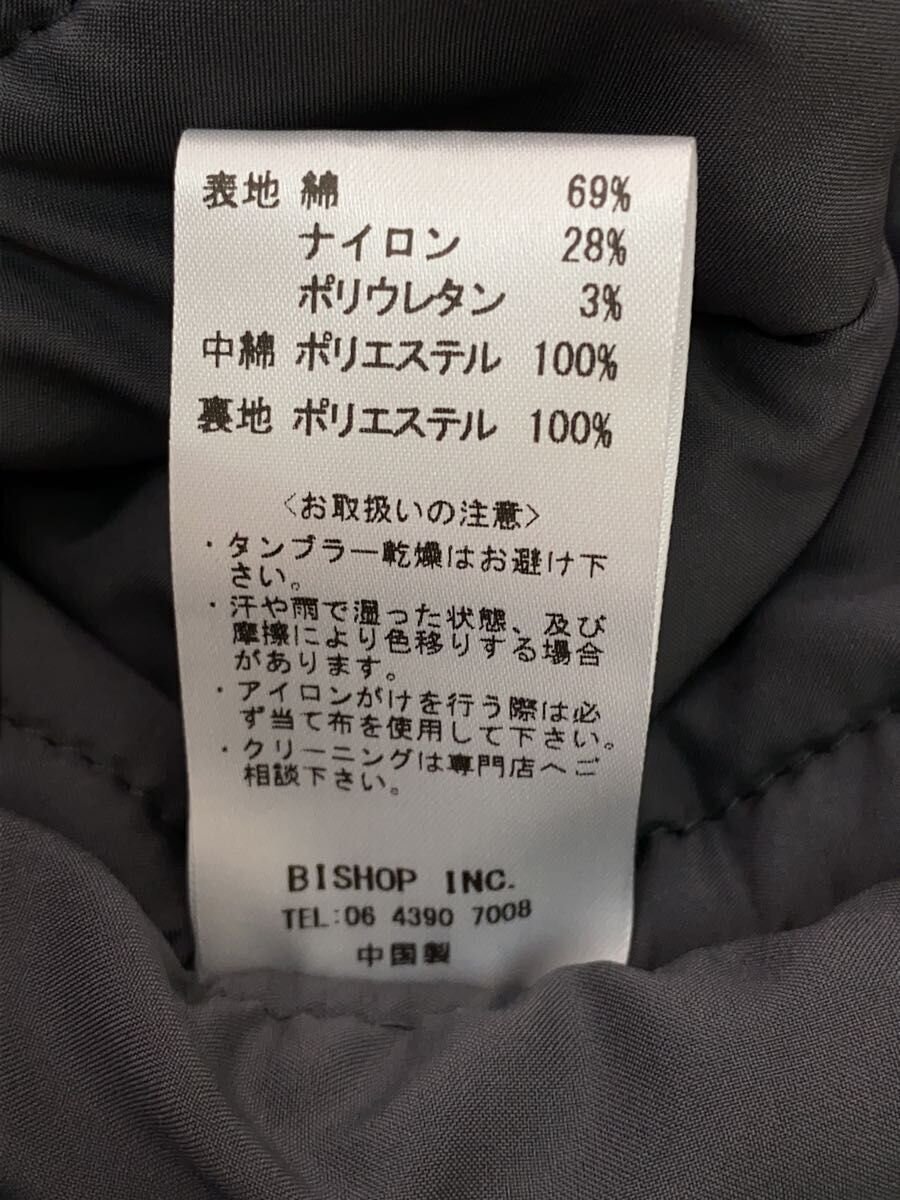 表地 綿 69%
ナイロン 28%
ポリウレタン 3%
中綿 ポリエステル 100%
裏地 ポリエステル 100%
〈お取扱いの注意〉
・タンブラー乾燥はお避け下
さい。
・汗や雨で湿った状態、及び
摩擦により色移りする場合
があります。
・アイロンがけを行う際は必
ず当て布を使用して下さい。
・クリーニングは専門店へご
相談下さい。
BISHOP INC.
TEL:06 4390 7008
中国製